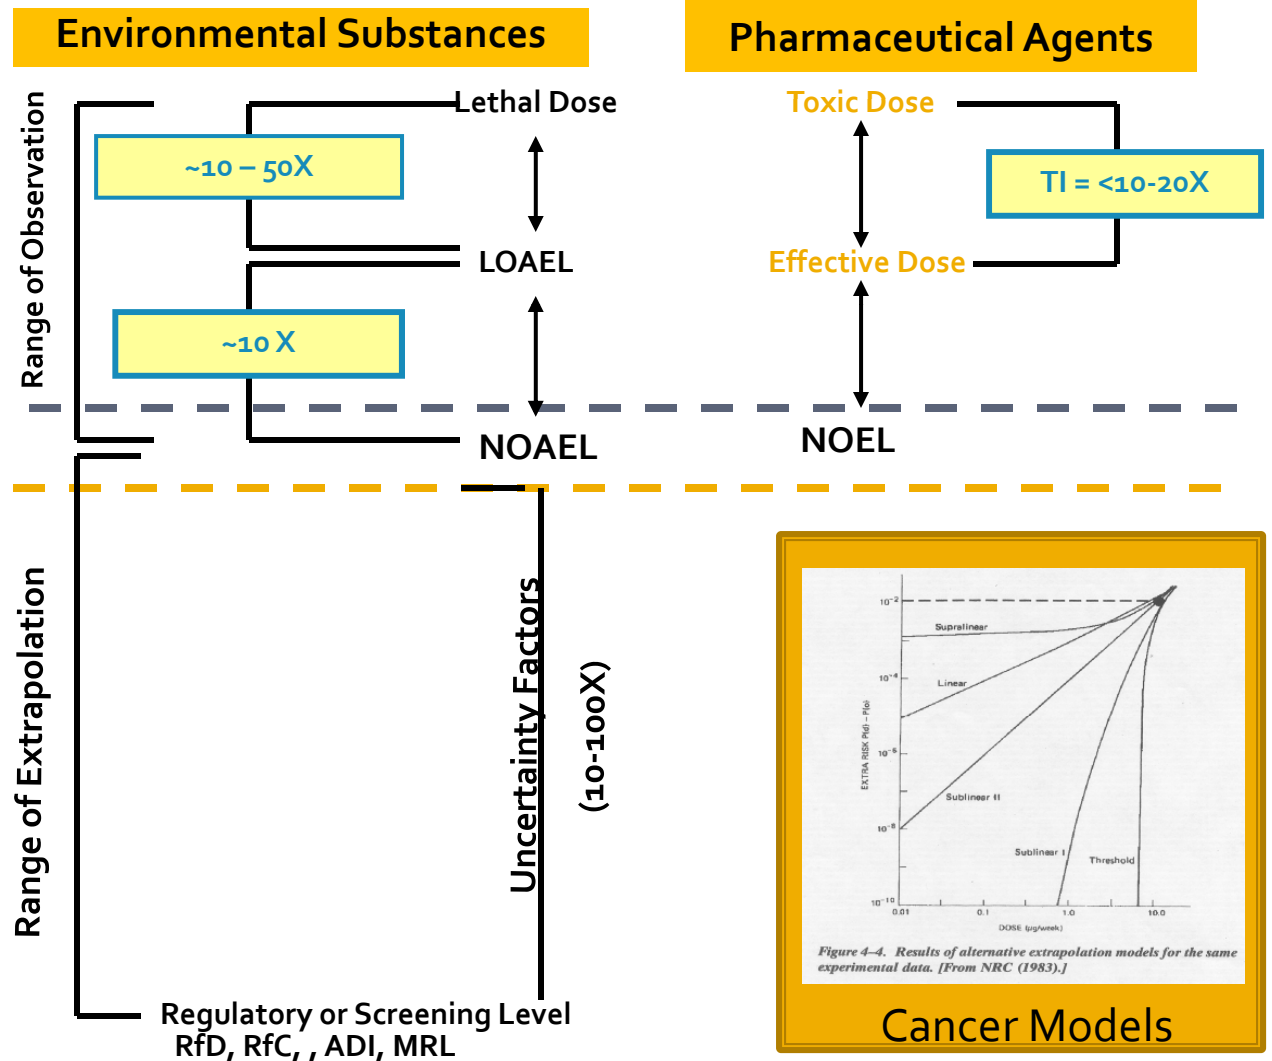 Environmental Substances
Pharmaceutical Agents
Range of Observation
Lethal Dose
~10 – 50X
LOAEL
~10 X
NOAEL
Toxic Dose
TI = <10-20X
Effective Dose
NOEL
Range of Extrapolation
Uncertainty Factors
(10-100X)
Regulatory or Screening Level
RfD, RfC, , ADI, MRL
EXTRA RISK P(d) – P(o)
10⁻²
10⁻⁴
10⁻⁶
10⁻⁸
10⁻¹⁰
Supralinear
Linear
Sublinear II
Sublinear I
Threshold
0.01
0.1
1.0
10.0
DOSE (µg/week)
Figure 4–4. Results of alternative extrapolation models for the same
experimental data. [From NRC (1983).]
Cancer Models